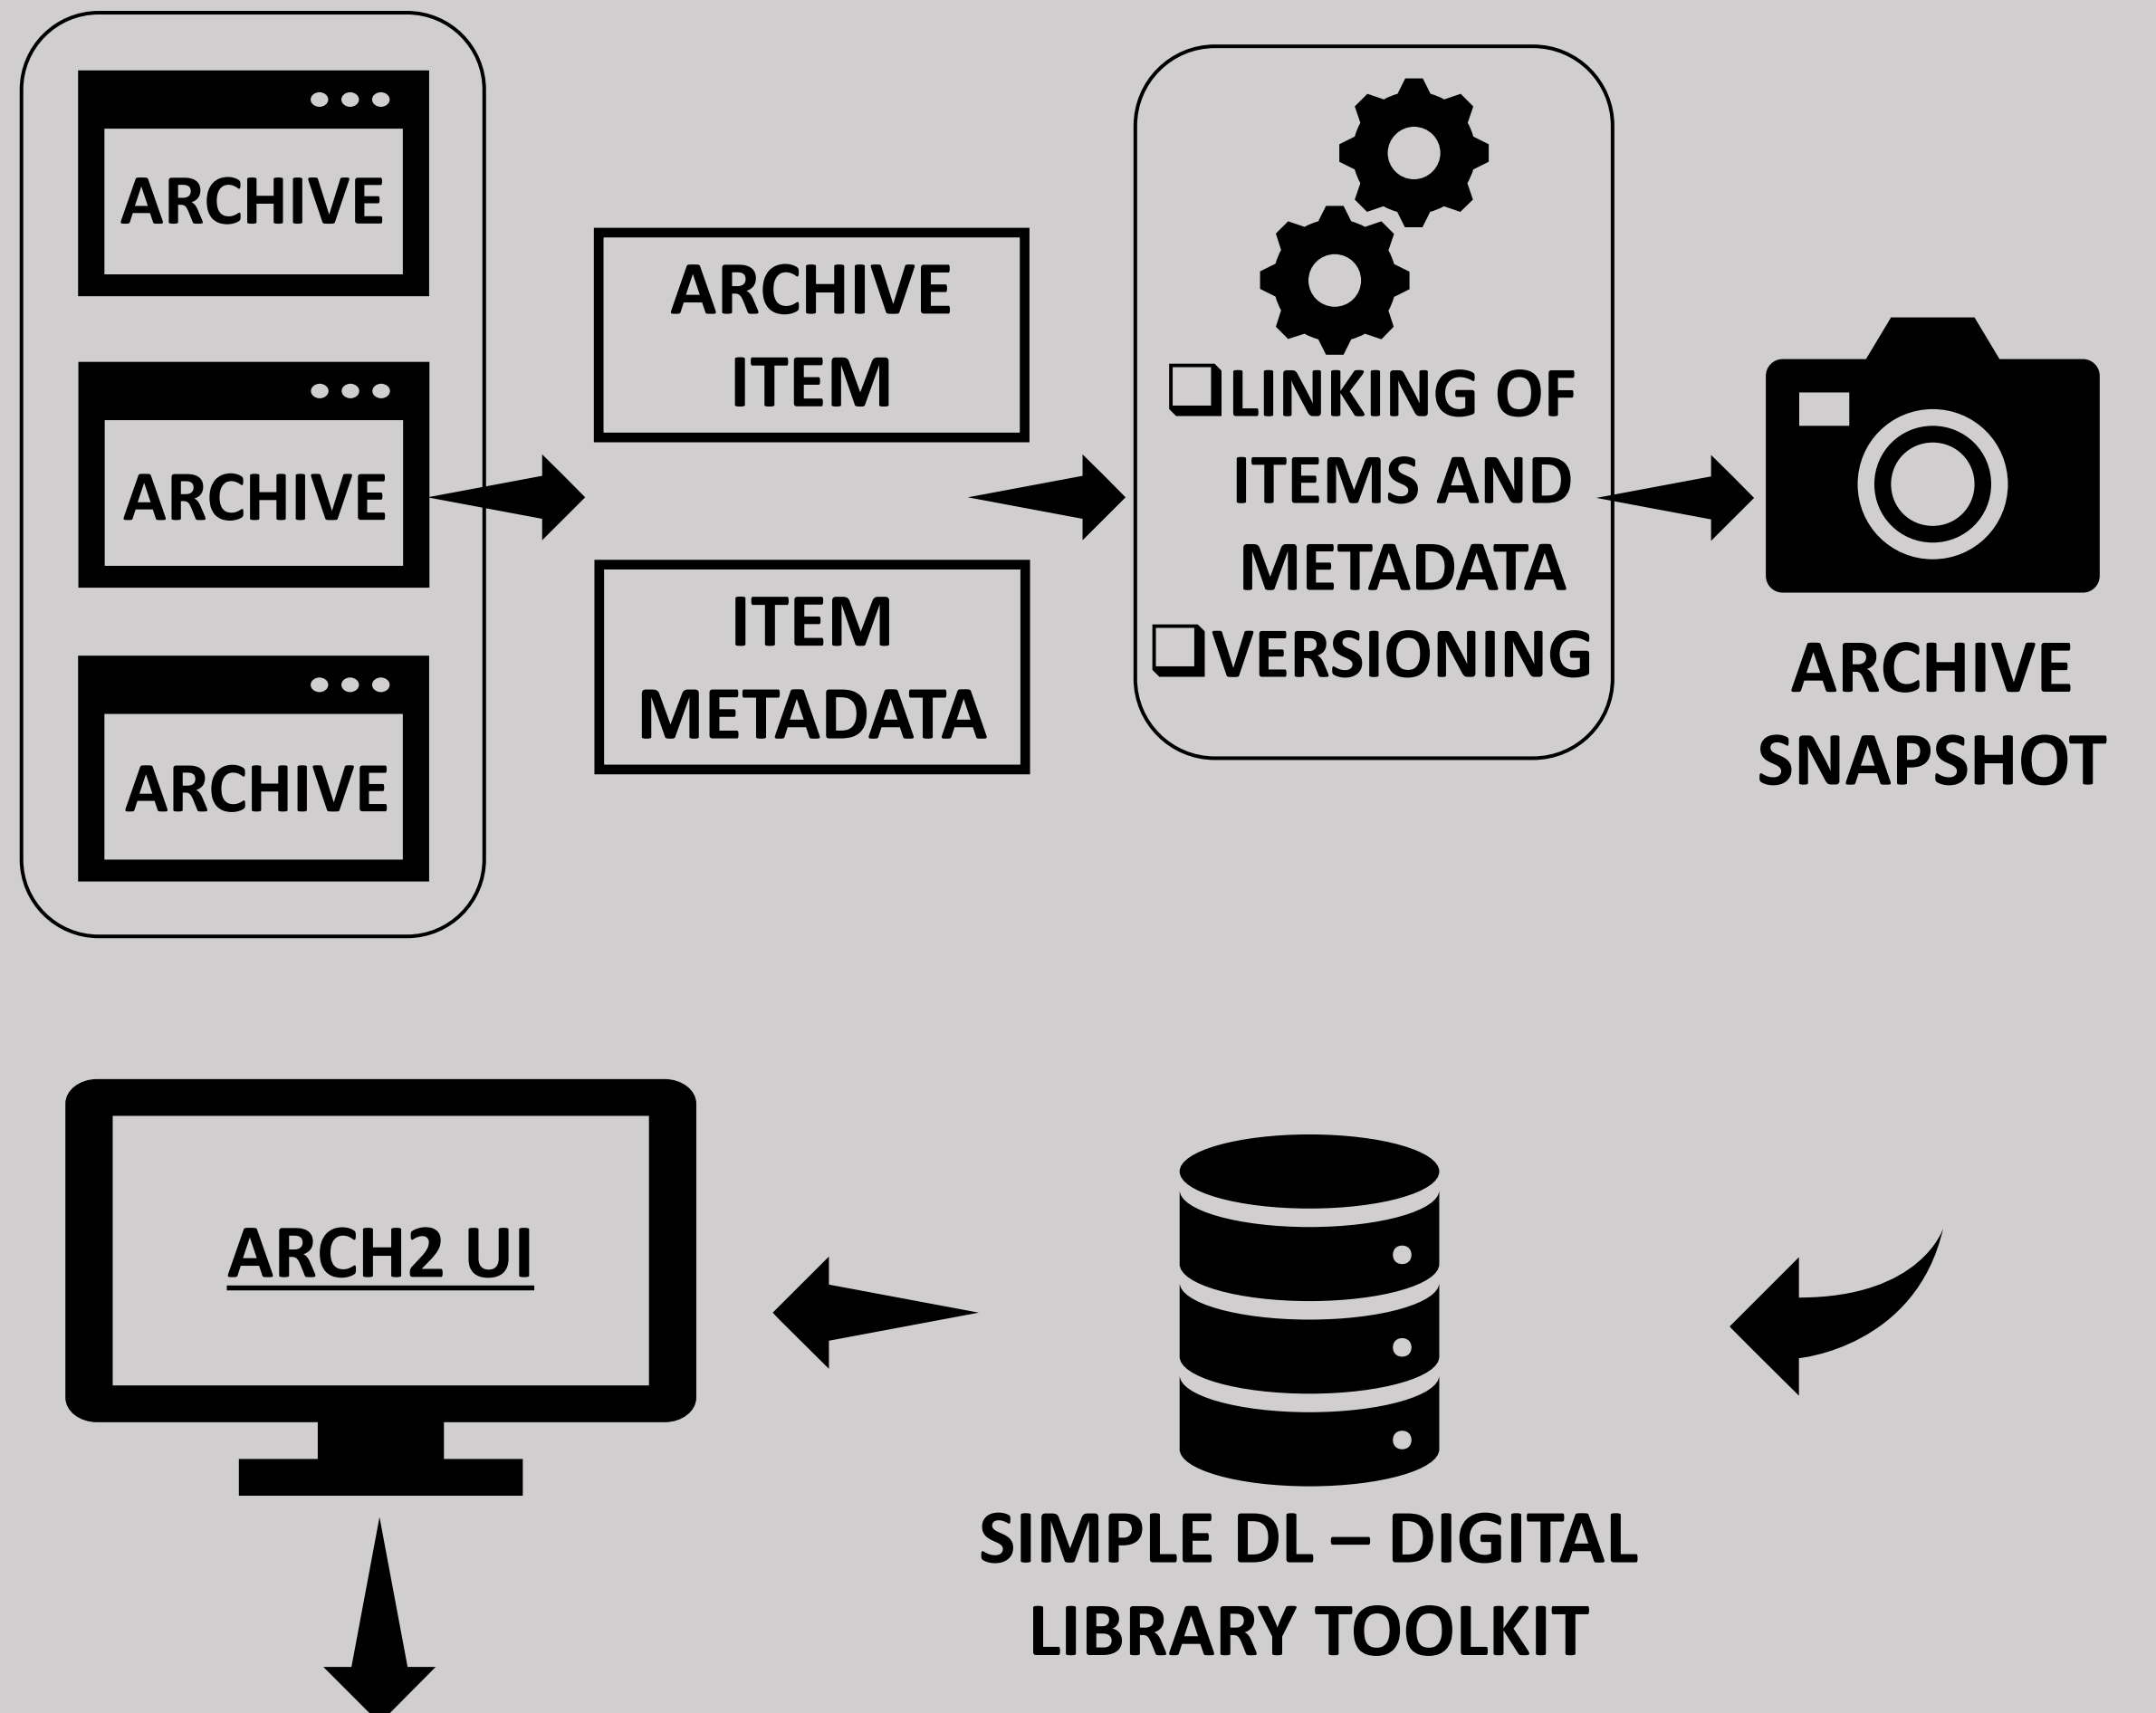 ARCHIVE
ARCHIVE
ARCHIVE
ARCHIVE
ITEM
ITEM
METADATA
LINKING OF
ITEMS AND
METADATA
VERSIONING
ARCHIVE
SNAPSHOT
ARCH2 UI
SIMPLE DL – DIGITAL
LIBRARY TOOLKIT